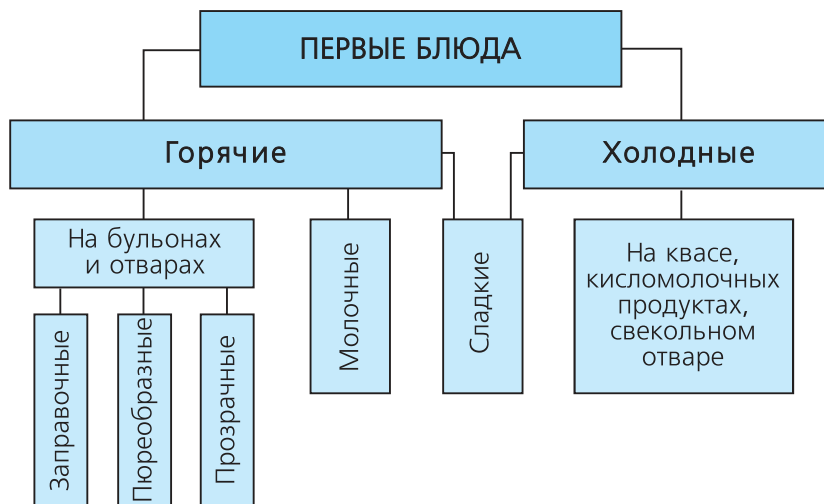 ПЕРВЫЕ БЛЮДА
Горячие
Холодные
На бульонах
и отварах
Молочные
Сладкие
На квасе,
кисломолочных
продуктах,
свекольном
отваре
Заправочные
Пюреобразные
Прозрачные